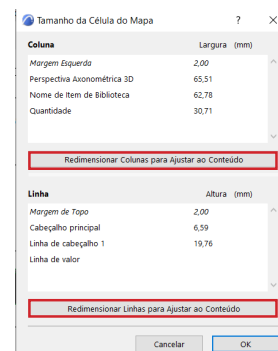 Tamanho da Célula do Mapa ? ×
Coluna Largura (mm)
Margem Esquerda 2,00
Perspectiva Axonométrica 3D 65,51
Nome de Item de Biblioteca 62,78
Quantidade 30,71
Redimensionar Colunas para Ajustar ao Conteúdo
Linha Altura (mm)
Margem de Topo 2,00
Cabeçalho principal 6,59
Linha de cabeçalho 1 19,76
Linha de valor
Redimensionar Linhas para Ajustar ao Conteúdo
Cancelar OK